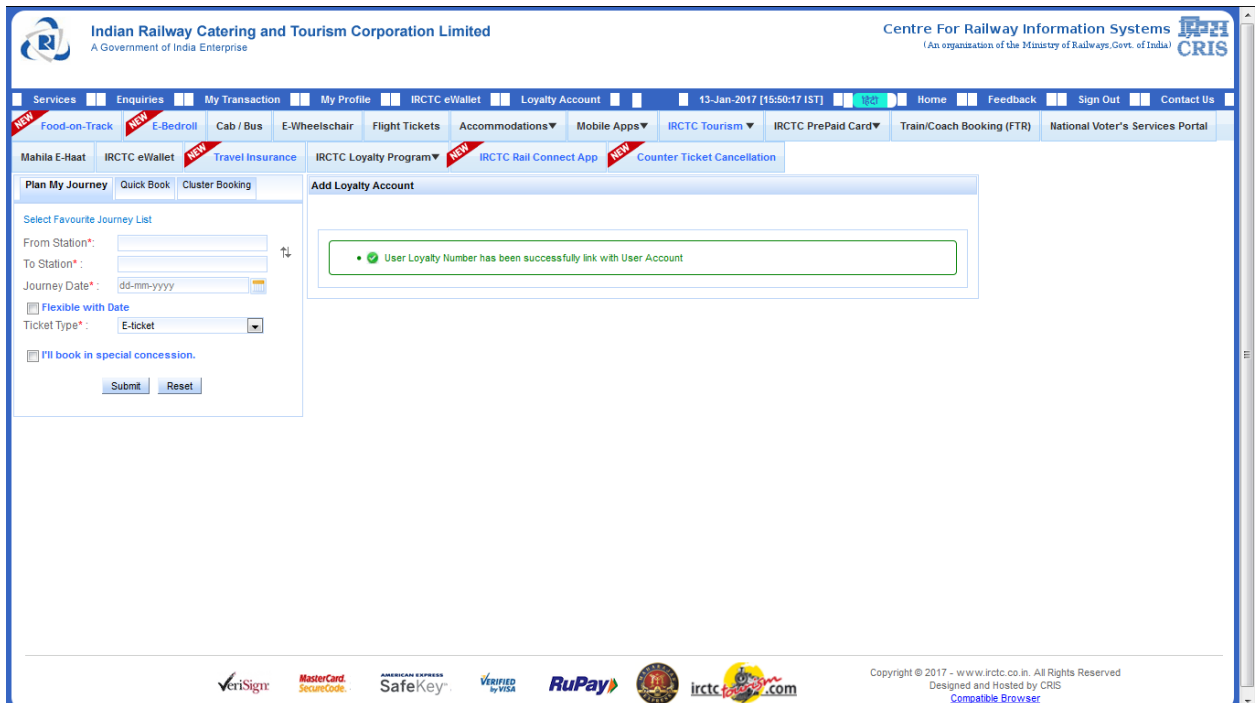 Indian Railway Catering and Tourism Corporation Limited
A Government of India Enterprise
Centre For Railway Information Systems
(An organization of the Ministry of Railways,Govt. of India)
CRIS
Services Enquiries My Transaction My Profile IRCTC eWallet Loyalty Account 13-Jan-2017 [15:50:17 IST] हिंदी Home Feedback Sign Out Contact Us
NEW Food-on-Track NEW E-Bedroll Cab / Bus E-Wheelschair Flight Tickets Accommodations▼ Mobile Apps▼ IRCTC Tourism ▼ IRCTC PrePaid Card▼ Train/Coach Booking (FTR) National Voter's Services Portal
Mahila E-Haat IRCTC eWallet NEW Travel Insurance IRCTC Loyalty Program▼ NEW IRCTC Rail Connect App NEW Counter Ticket Cancellation
Plan My Journey Quick Book Cluster Booking
Select Favourite Journey List
From Station*:
To Station* :
Journey Date* : dd-mm-yyyy
Flexible with Date
Ticket Type* : E-ticket
I'll book in special concession.
Submit Reset
Add Loyalty Account
• User Loyalty Number has been successfully link with User Account
VeriSign
MasterCard.
SecureCode.
AMERICAN EXPRESS
SafeKey
VERIFIED
by VISA
RuPay
irctc tourism .com
Copyright © 2017 - www.irctc.co.in. All Rights Reserved
Designed and Hosted by CRIS
Compatible Browser